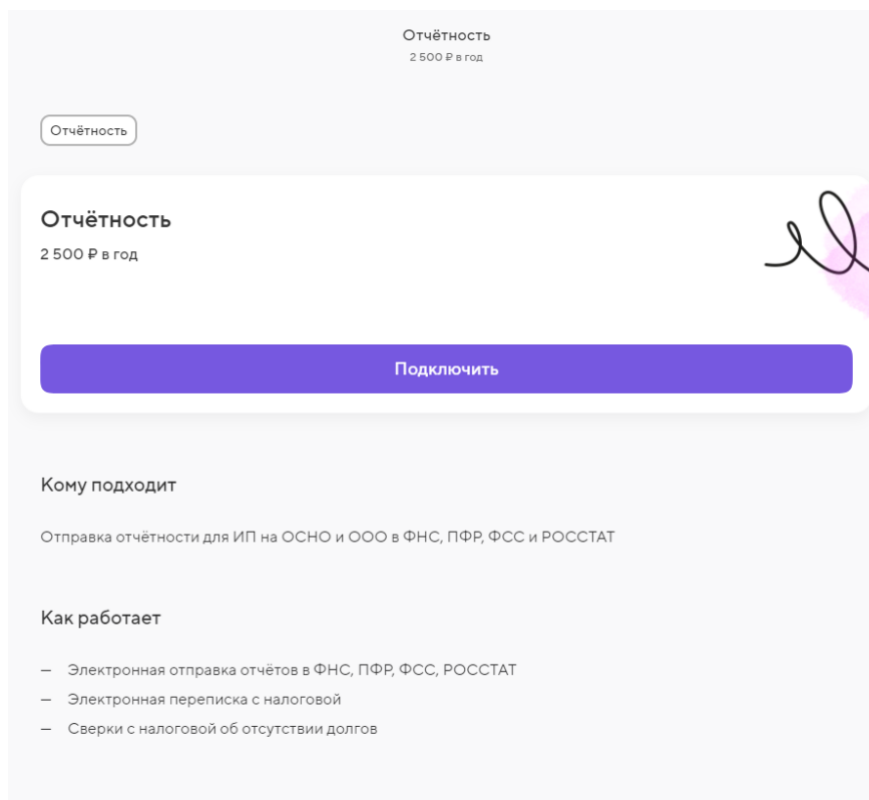 Отчётность
2 500 ₽ в год
Отчётность
Отчётность
2 500 ₽ в год
Подключить
Кому подходит
Отправка отчётности для ИП на ОСНО и ООО в ФНС, ПФР, ФСС и РОССТАТ
Как работает
— Электронная отправка отчётов в ФНС, ПФР, ФСС, РОССТАТ
— Электронная переписка с налоговой
— Сверки с налоговой об отсутствии долгов